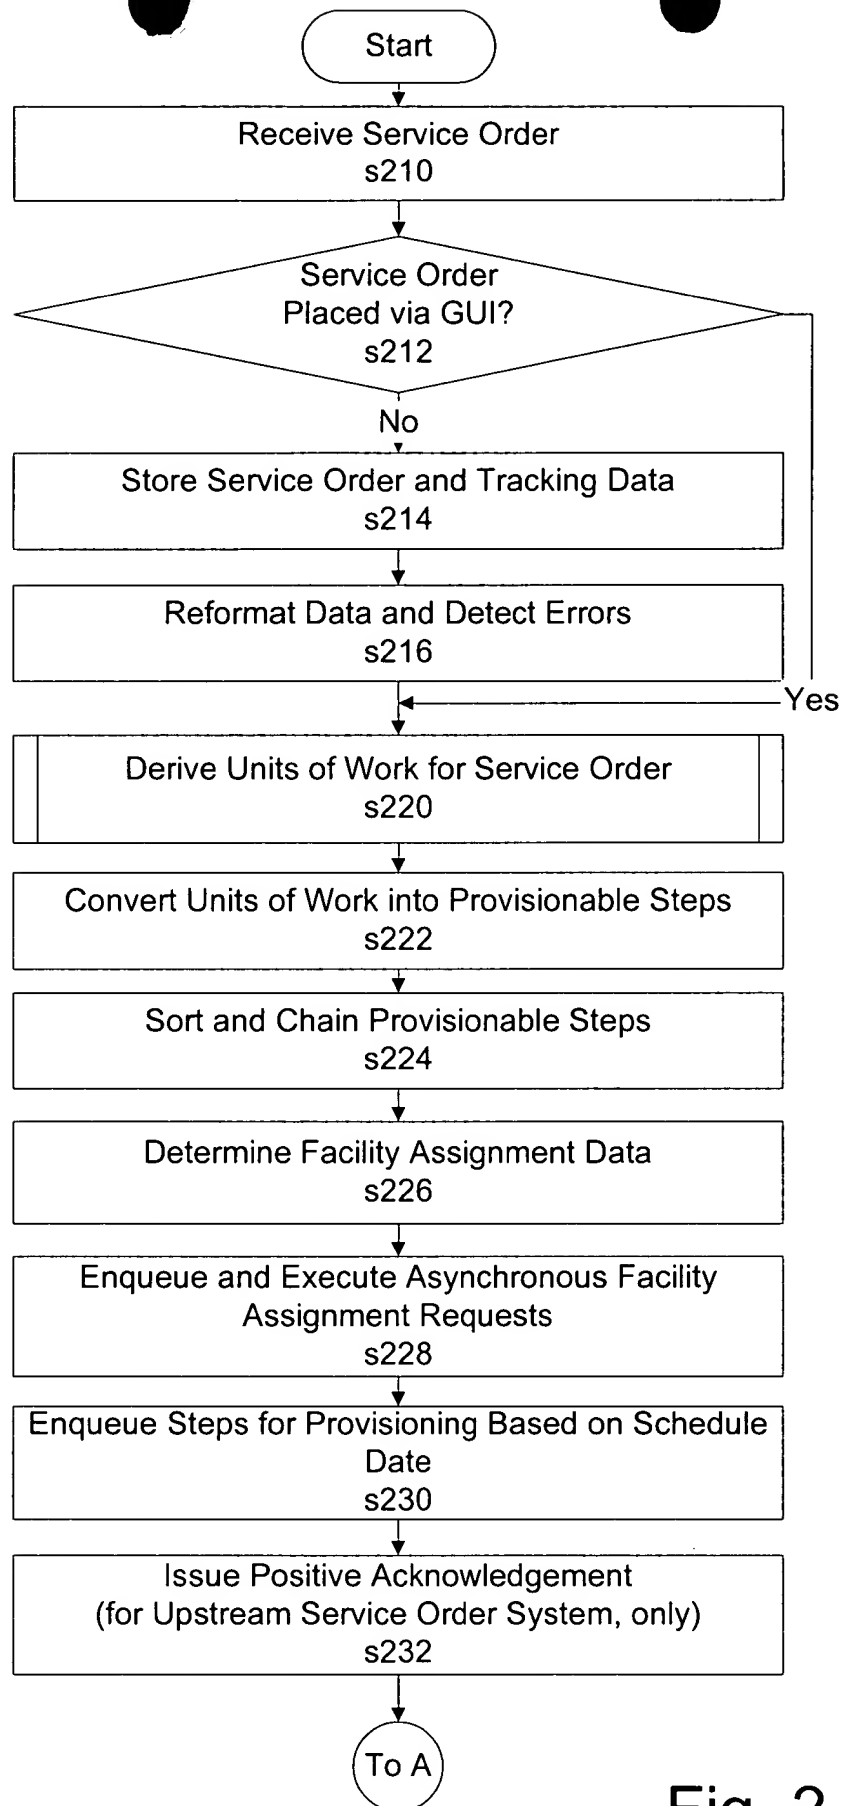 Start
Receive Service Order
s210
Service Order
Placed via GUI?
s212
No
Store Service Order and Tracking Data
s214
Reformat Data and Detect Errors
s216
Yes
Derive Units of Work for Service Order
s220
Convert Units of Work into Provisionable Steps
s222
Sort and Chain Provisionable Steps
s224
Determine Facility Assignment Data
s226
Enqueue and Execute Asynchronous Facility
Assignment Requests
s228
Enqueue Steps for Provisioning Based on Schedule
Date
s230
Issue Positive Acknowledgement
(for Upstream Service Order System, only)
s232
To A
Fig. 2